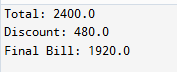 Total: 2400.0
Discount: 480.0
Final Bill: 1920.0